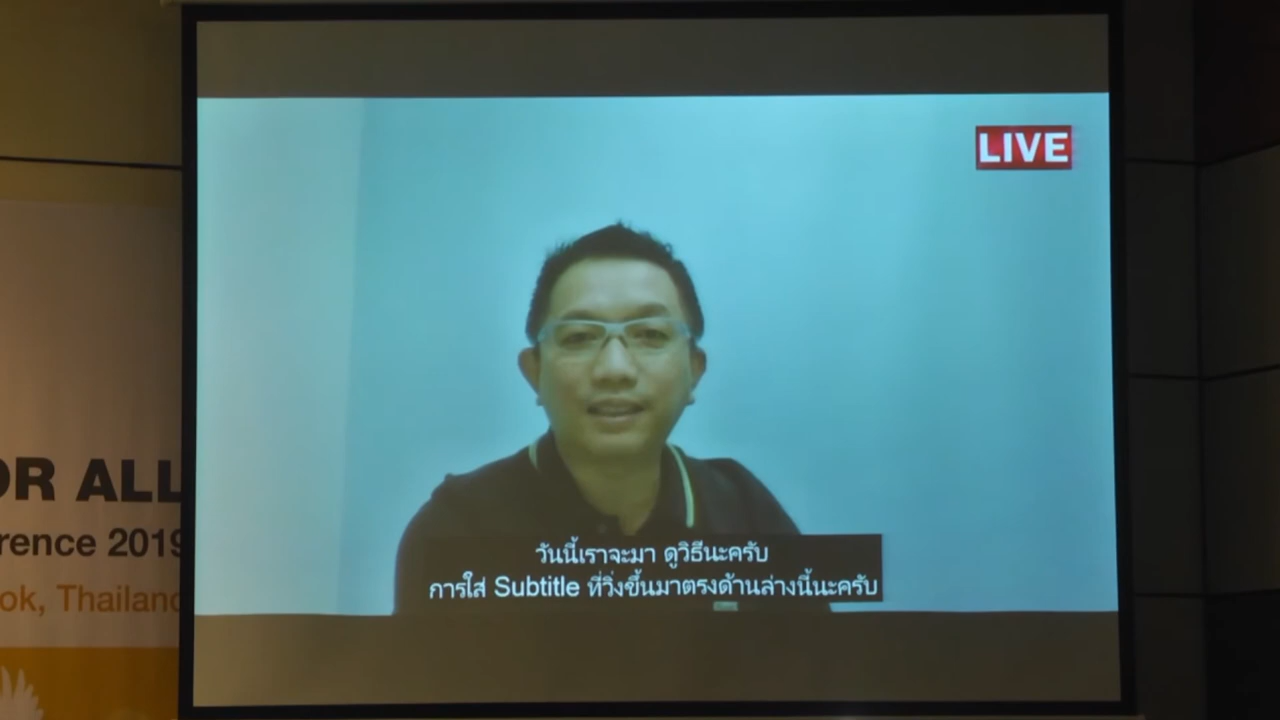 LIVE
OR ALL
rence 2019
ok, Thailand
วันนี้เราจะมา ดูวิธีนะครับ
การใส่ Subtitle ที่วิ่งขึ้นมาตรงด้านล่างนี้นะครับ